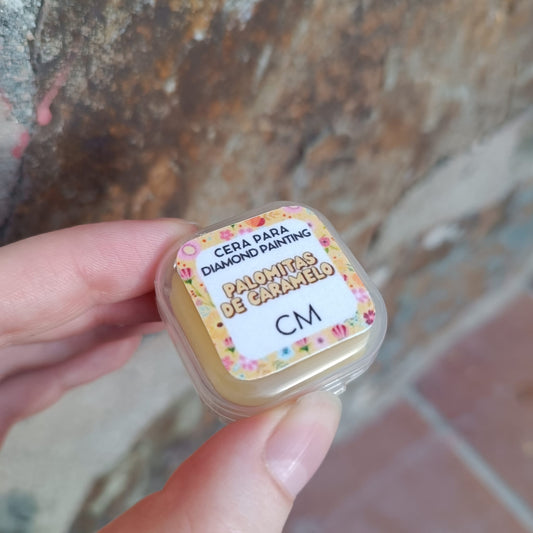 CERA PARA
DIAMOND PAINTING
PALOMITAS
DE CARAMELO
CM